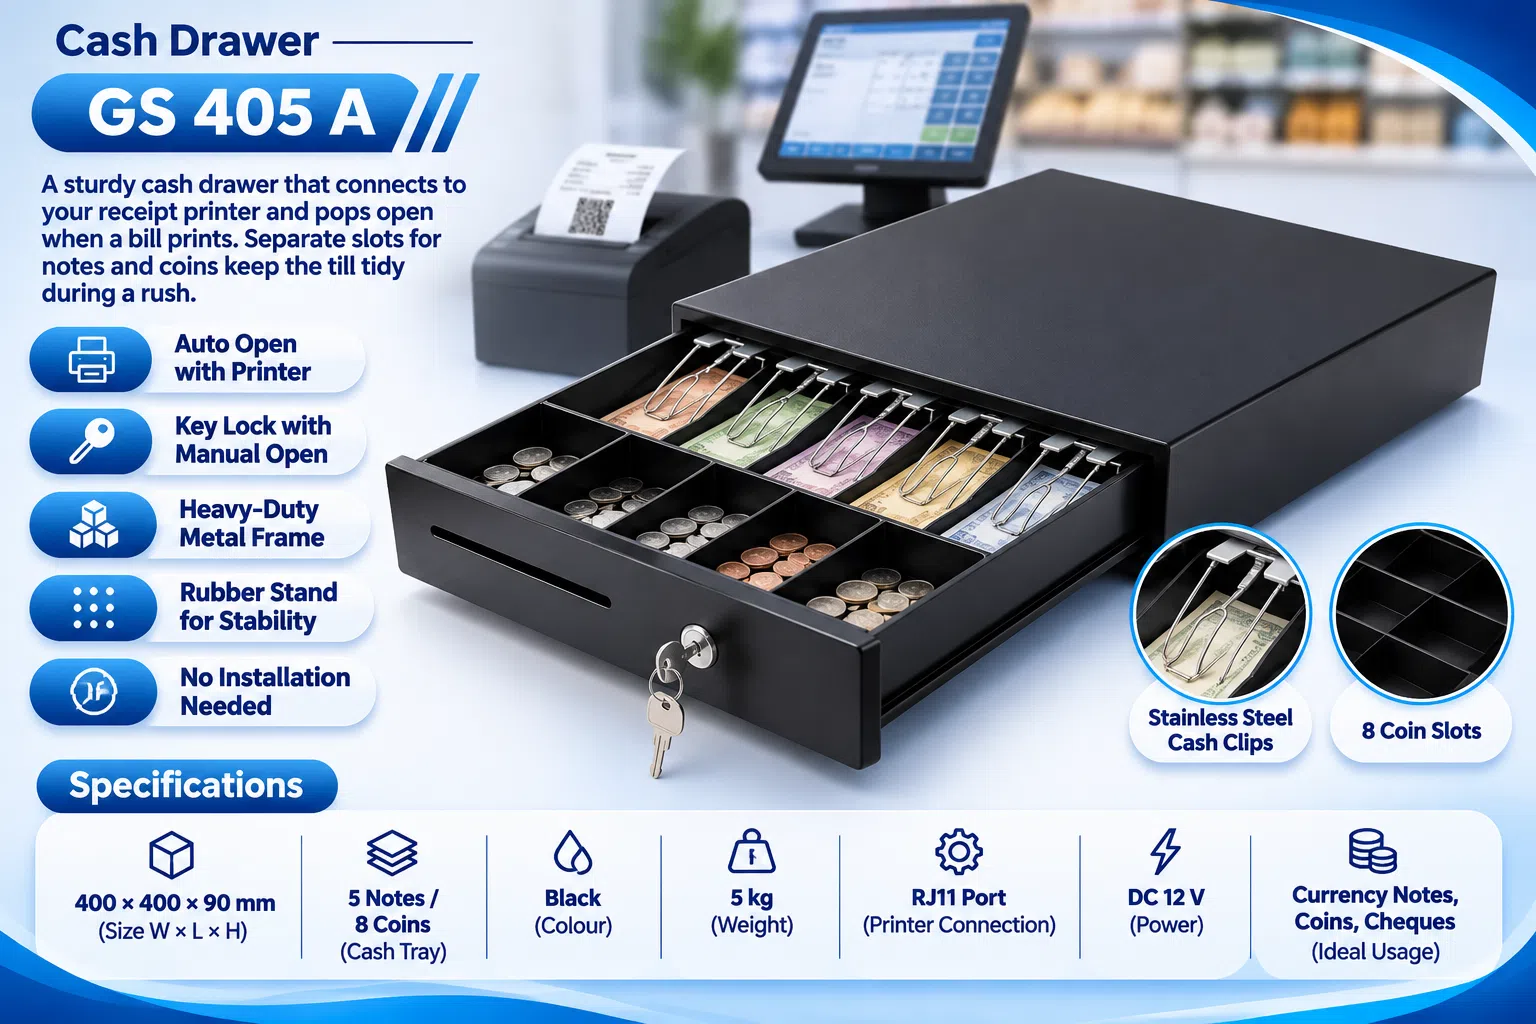 Cash Drawer
GS 405 A
A sturdy cash drawer that connects to
your receipt printer and pops open
when a bill prints. Separate slots for
notes and coins keep the till tidy
during a rush.
Auto Open
with Printer
Key Lock with
Manual Open
Heavy-Duty
Metal Frame
Rubber Stand
for Stability
No Installation
Needed
Stainless Steel
Cash Clips
8 Coin Slots
Specifications
400 × 400 × 90 mm
(Size W × L × H)
5 Notes /
8 Coins
(Cash Tray)
Black
(Colour)
5 kg
(Weight)
RJ11 Port
(Printer Connection)
DC 12 V
(Power)
Currency Notes,
Coins, Cheques
(Ideal Usage)